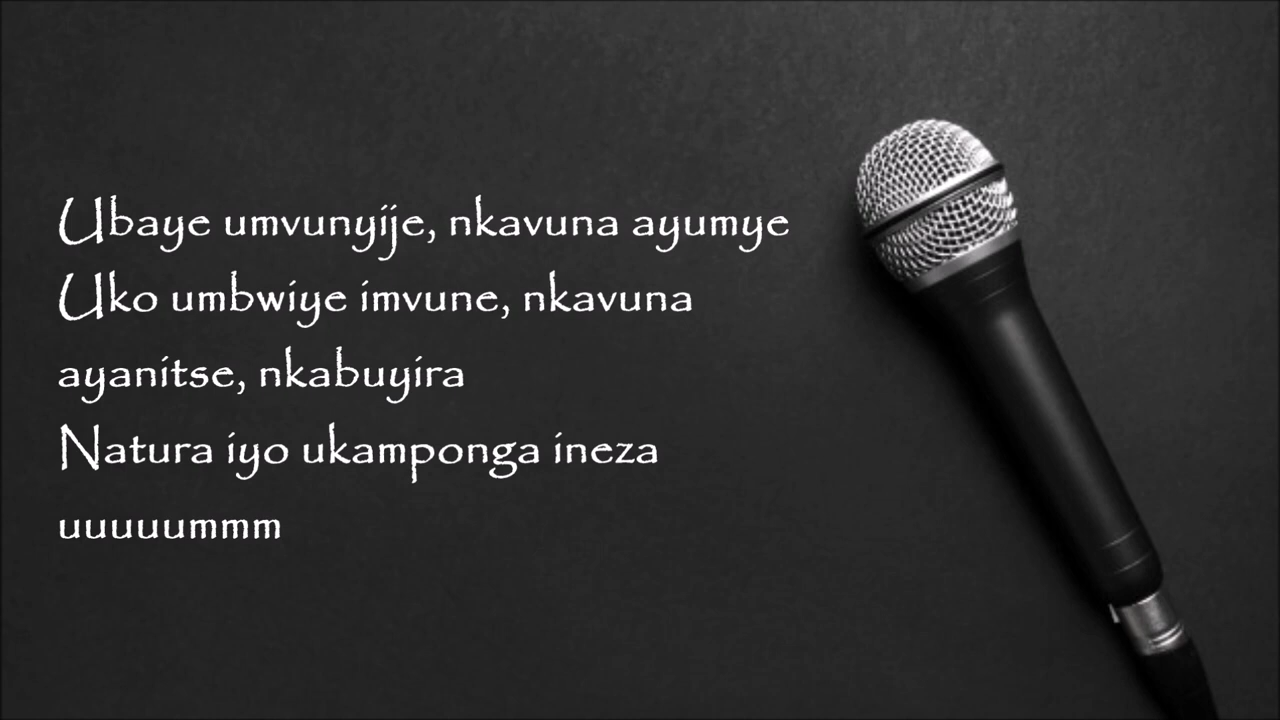 Ubaye umvunyije, nkavuna ayumye
Uko umbwiye imvune, nkavuna
ayanitse, nkabuyira
Natura iyo ukamponga ineza
uuuuummm